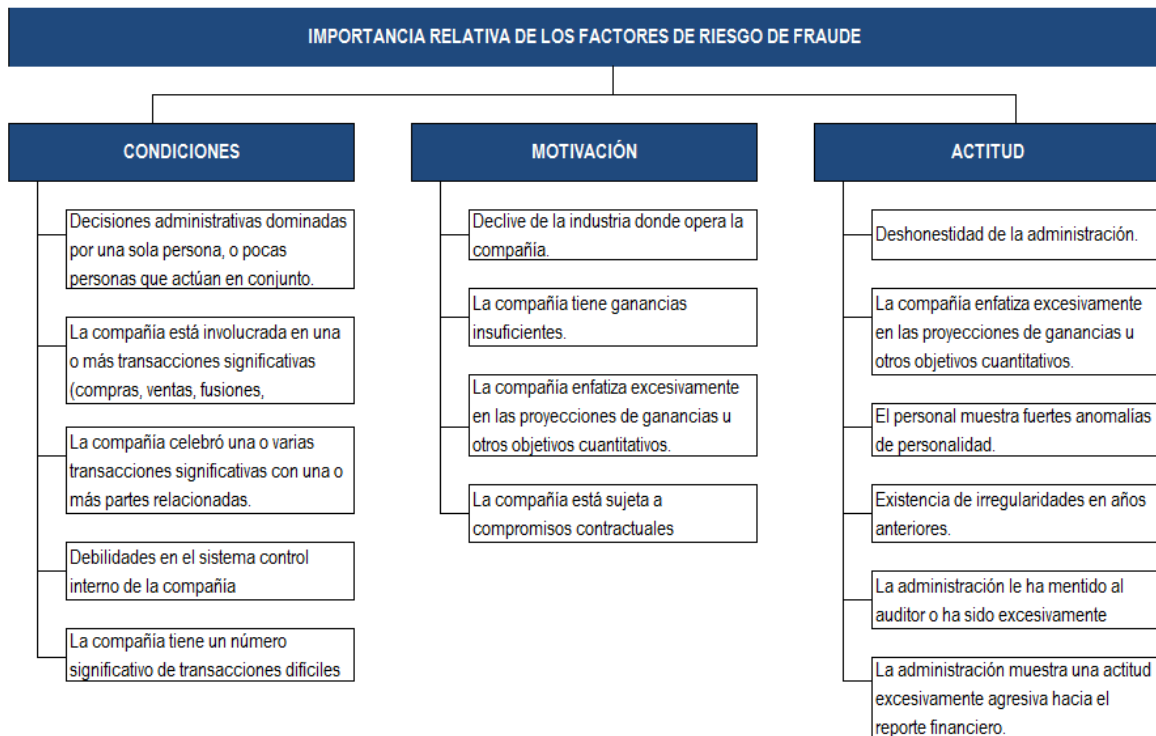 IMPORTANCIA RELATIVA DE LOS FACTORES DE RIESGO DE FRAUDE
CONDICIONES
Decisiones administrativas dominadas
por una sola persona, o pocas
personas que actúan en conjunto.
La compañía está involucrada en una
o más transacciones significativas
(compras, ventas, fusiones,
La compañía celebró una o varias
transacciones significativas con una o
más partes relacionadas.
Debilidades en el sistema control
interno de la compañía
La compañía tiene un número
significativo de transacciones difíciles
MOTIVACIÓN
Declive de la industria donde opera la
compañía.
La compañía tiene ganancias
insuficientes.
La compañía enfatiza excesivamente
en las proyecciones de ganancias u
otros objetivos cuantitativos.
La compañía está sujeta a
compromisos contractuales
ACTITUD
Deshonestidad de la administración.
La compañía enfatiza excesivamente
en las proyecciones de ganancias u
otros objetivos cuantitativos.
El personal muestra fuertes anomalías
de personalidad.
Existencia de irregularidades en años
anteriores.
La administración le ha mentido al
auditor o ha sido excesivamente
La administración muestra una actitud
excesivamente agresiva hacia el
reporte financiero.